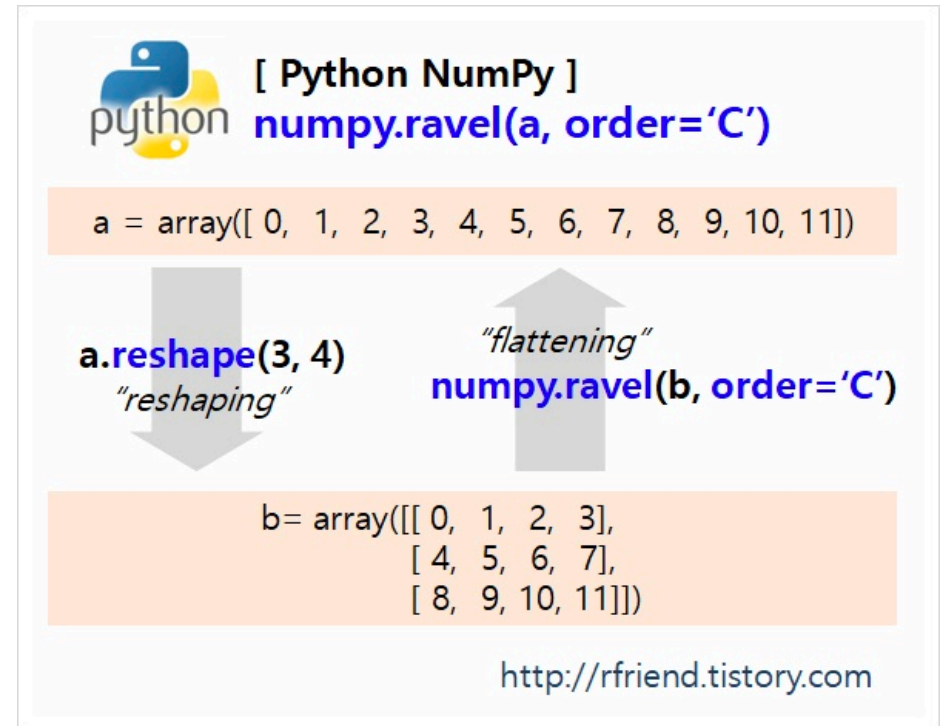 python
[ Python NumPy ]
numpy.ravel(a, order=‘C’)
a = array([ 0, 1, 2, 3, 4, 5, 6, 7, 8, 9, 10, 11])
a.reshape(3, 4)
“reshaping”
“flattening”
numpy.ravel(b, order=‘C’)
b= array([[ 0, 1, 2, 3],
[ 4, 5, 6, 7],
[ 8, 9, 10, 11]])
http://rfriend.tistory.com